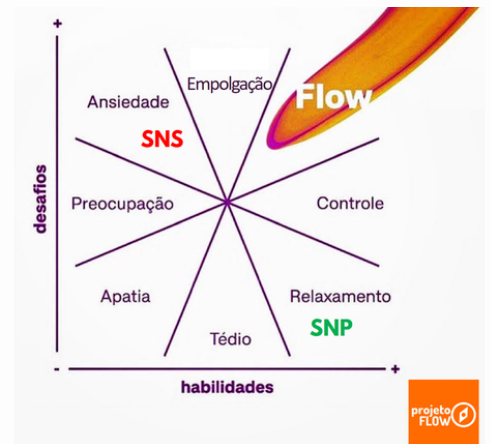 +
Empolgação
Flow
Ansiedade
SNS
desafios
Preocupação
Controle
Apatia
Relaxamento
SNP
Tédio
-
+
habilidades
projeto
FLOW